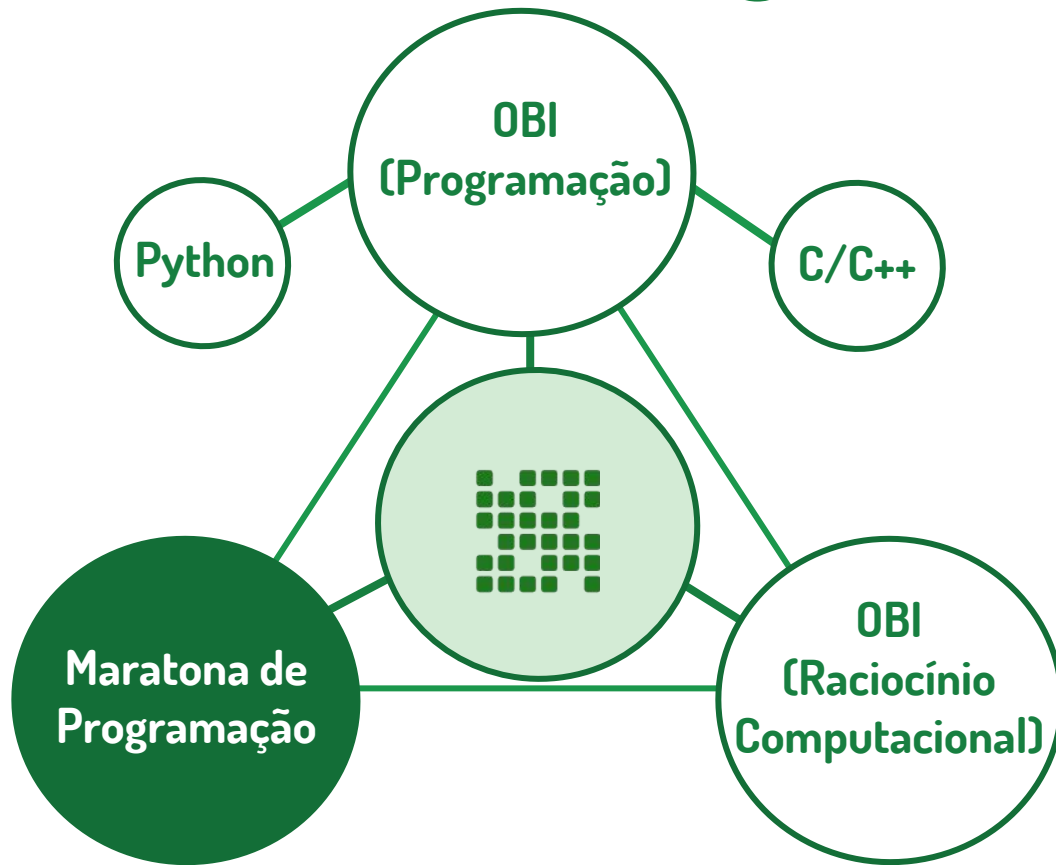 OBI
(Programação)
Python
C/C++
Maratona de
Programação
OBI
(Raciocínio
Computacional)